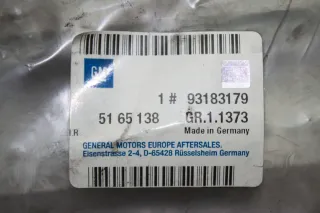 GM
1 # 93183179
51 65 138 GR.1.1373
Made in Germany
GENERAL MOTORS EUROPE AFTERSALES.
Eisenstrasse 2-4, D-65428 Rüsselsheim Germany